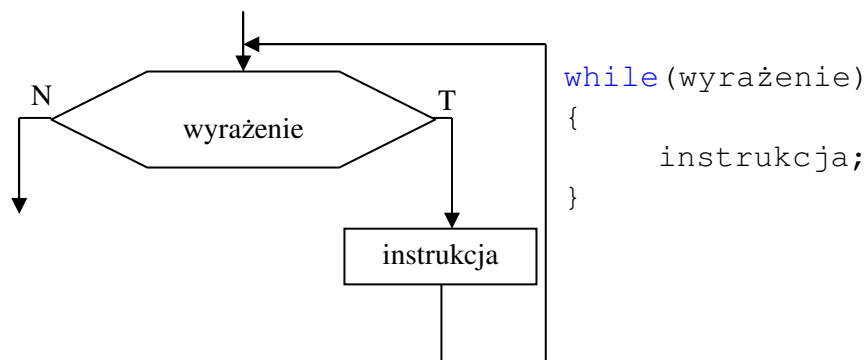 N
T
wyrażenie
instrukcja
while(wyrażenie)
{
instrukcja;
}